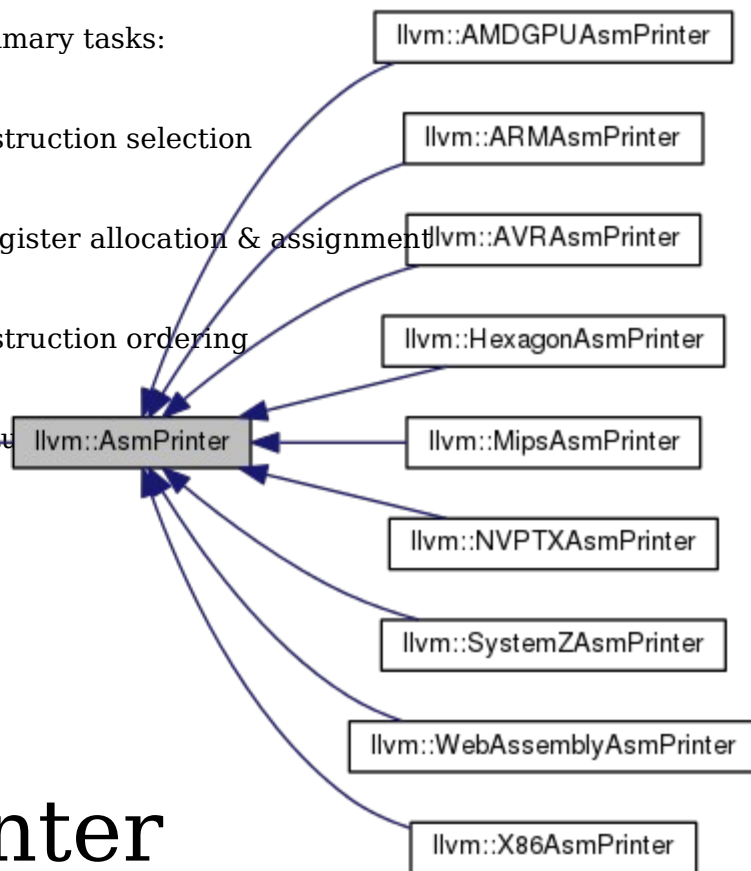 mary tasks:
llvm::AMDGPUAsmPrinter
struction selection
llvm::ARMAsmPrinter
gister allocation & assignment
llvm::AVRAsmPrinter
struction ordering
llvm::HexagonAsmPrinter
llvm::AsmPrinter
llvm::MipsAsmPrinter
llvm::NVPTXAsmPrinter
llvm::SystemZAsmPrinter
llvm::WebAssemblyAsmPrinter
nter
llvm::X86AsmPrinter